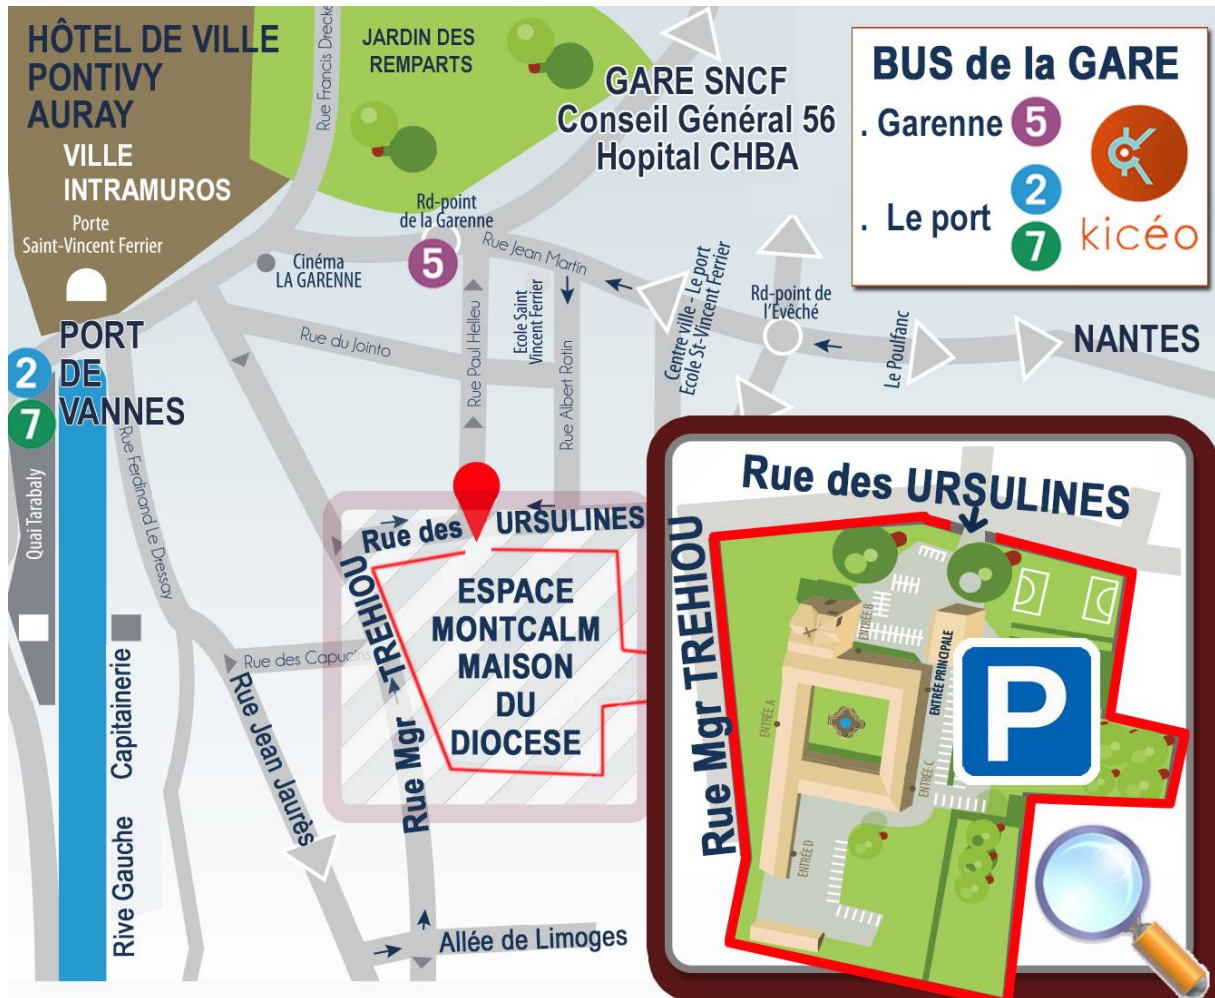 HÔTEL DE VILLE
PONTIVY
AURAY
VILLE
INTRAMUROS
Porte
Saint-Vincent Ferrier
Rue Francis Drecke
JARDIN DES
REMPARTS
GARE SNCF
Conseil Général 56
Hopital CHBA
BUS de la GARE
. Garenne 5
2
. Le port
7
kicéo
Rd-point
de la Garenne
5
Cinéma
LA GARENNE
Rue Jean Martin
Ecole Saint
Vincent Ferrier
Centre ville - Le port
Ecole St-Vincent Ferrier
Rd-point de
l'Evêché
Le Poulfanc
NANTES
PORT
DE
VANNES
2
7
Rue du Jointo
Rue Paul Helleu
Rue Albert Rotin
Quai Tarabaly
Rue Ferdinand Le Dressay
Rue des URSULINES
Rue Mgr TREHIOU
ESPACE
MONTCALM
MAISON
DU
DIOCESE
Rue des Capucins
Rue Jean Jaurès
Capitainerie
Rive Gauche
Allée de Limoges
Rue des URSULINES
Rue Mgr TREHIOU
ENTRÉE B
ENTRÉE PRINCIPALE
ENTRÉE A
ENTRÉE C
ENTRÉE D
P